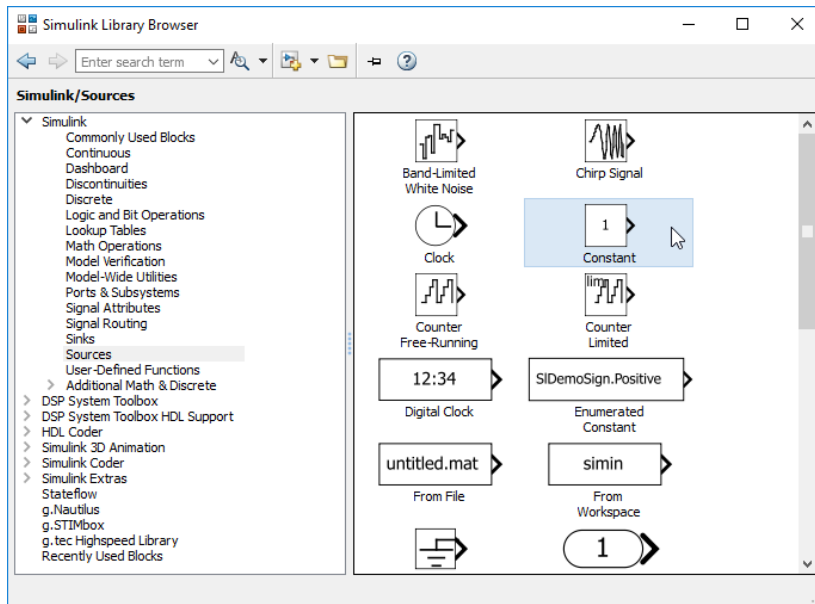 Simulink Library Browser
Enter search term
Simulink/Sources
Simulink
Commonly Used Blocks
Continuous
Dashboard
Discontinuities
Discrete
Logic and Bit Operations
Lookup Tables
Math Operations
Model Verification
Model-Wide Utilities
Ports & Subsystems
Signal Attributes
Signal Routing
Sinks
Sources
User-Defined Functions
Additional Math & Discrete
DSP System Toolbox
DSP System Toolbox HDL Support
HDL Coder
Simulink 3D Animation
Simulink Coder
Simulink Extras
Stateflow
g.Nautilus
g.STIMbox
g.tec Highspeed Library
Recently Used Blocks
Band-Limited
White Noise
Chirp Signal
Clock
1
Constant
Counter
Free-Running
lim
Counter
Limited
12:34
Digital Clock
SlDemoSign.Positive
Enumerated
Constant
untitled.mat
From File
simin
From
Workspace
1